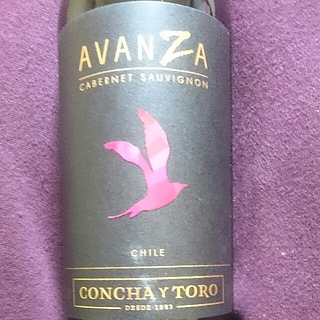 AVANZA
CABERNET SAUVIGNON
CHILE
CONCHA Y TORO
DESDE 1883